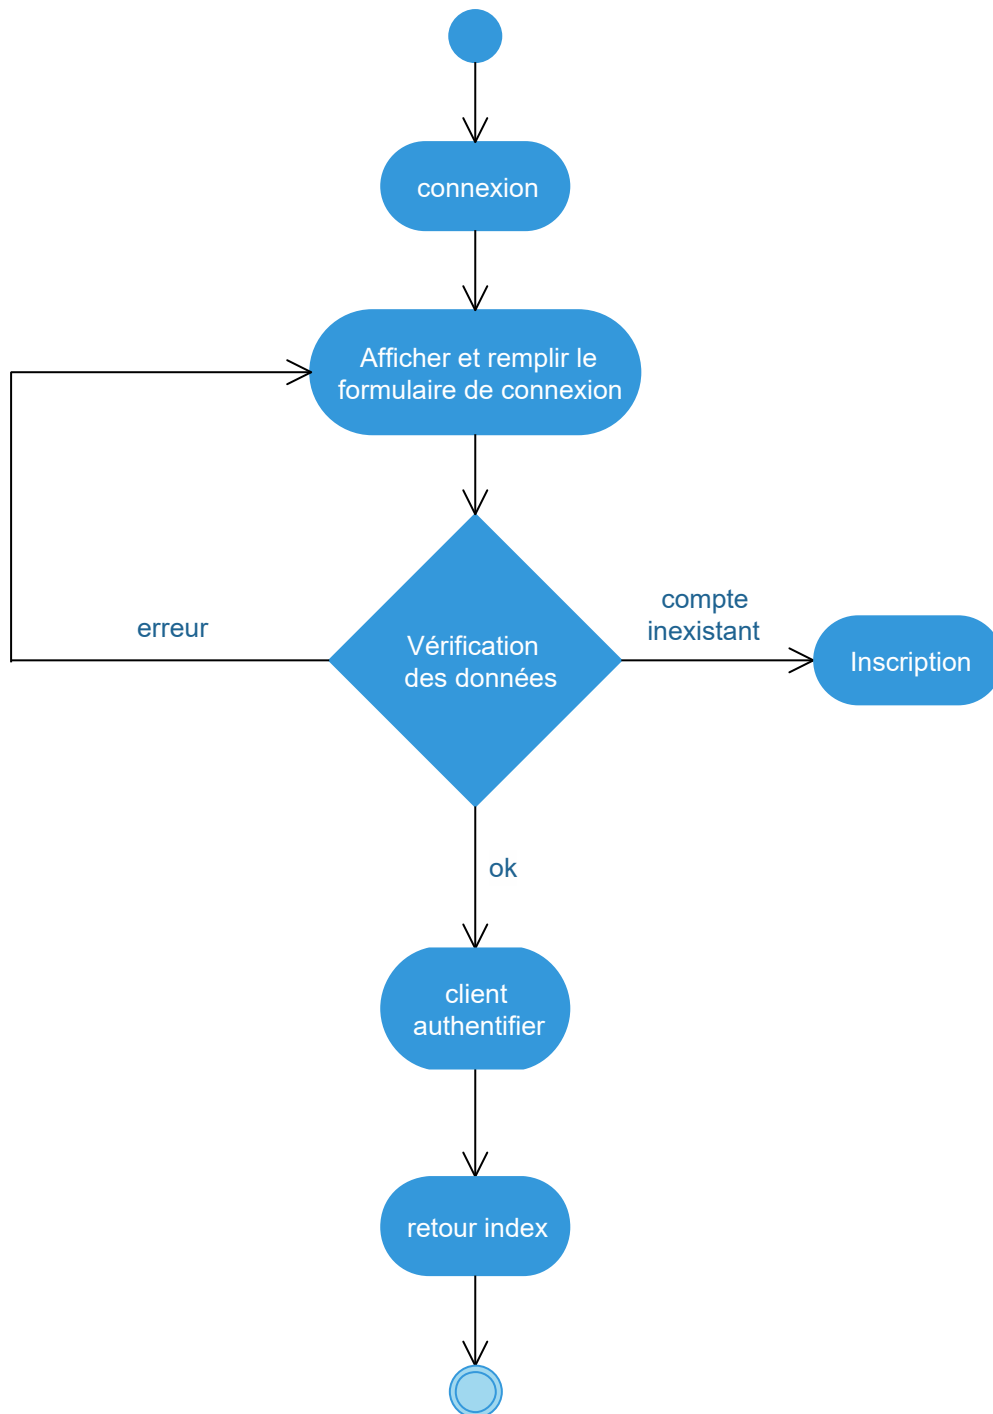 connexion
Afficher et remplir le
formulaire de connexion
erreur
Vérification
des données
compte
inexistant
Inscription
ok
client
authentifier
retour index